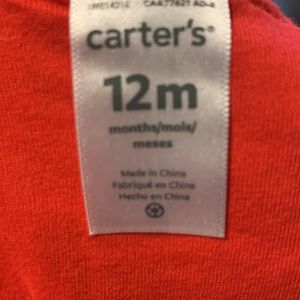 carter's®
12m
months/mois/
meses
Made in China
Fabriqué en Chine
Hecho en China